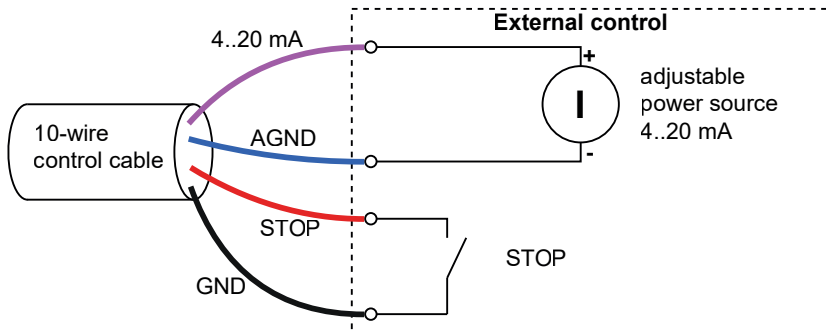 External control
4..20 mA
+
I
adjustable
power source
4..20 mA
10-wire
control cable
AGND
-
STOP
STOP
GND